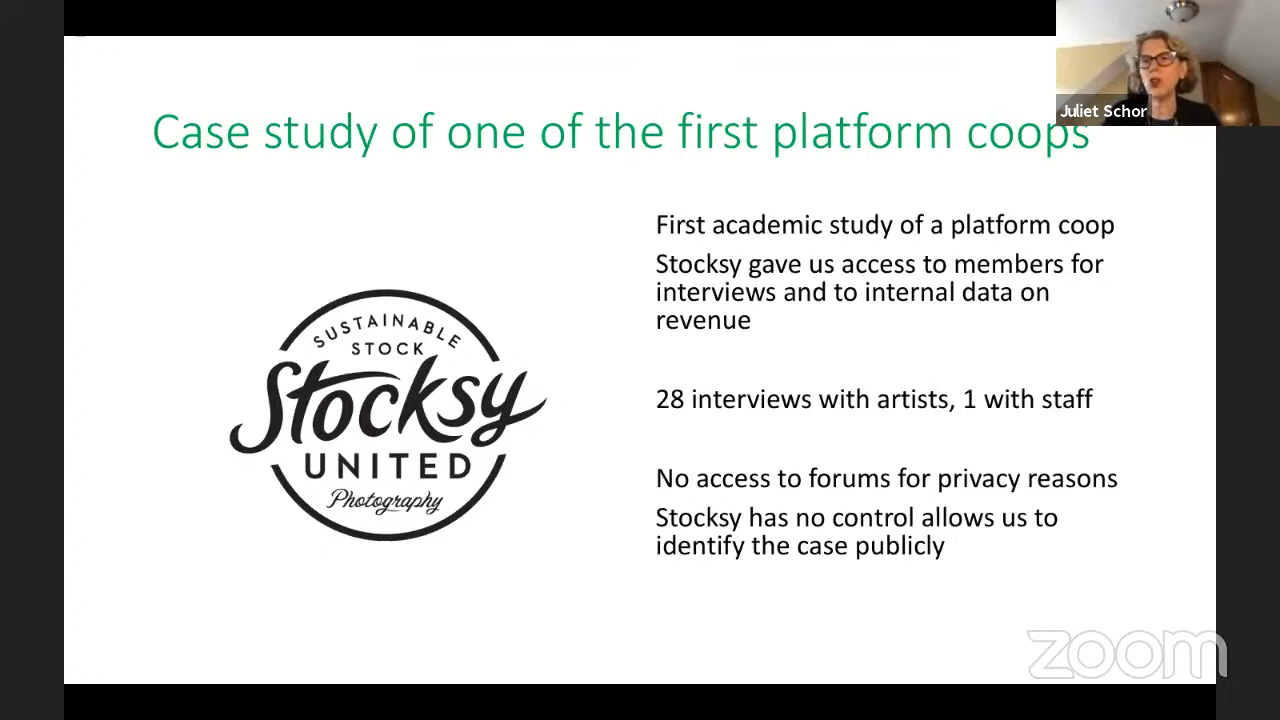 Juliet Schor
Case study of one of the first platform coops
First academic study of a platform coop
Stocksy gave us access to members for
interviews and to internal data on
revenue
28 interviews with artists, 1 with staff
No access to forums for privacy reasons
Stocksy has no control allows us to
identify the case publicly
SUSTAINABLE
STOCK
Stocksy
UNITED
Photography
zoom